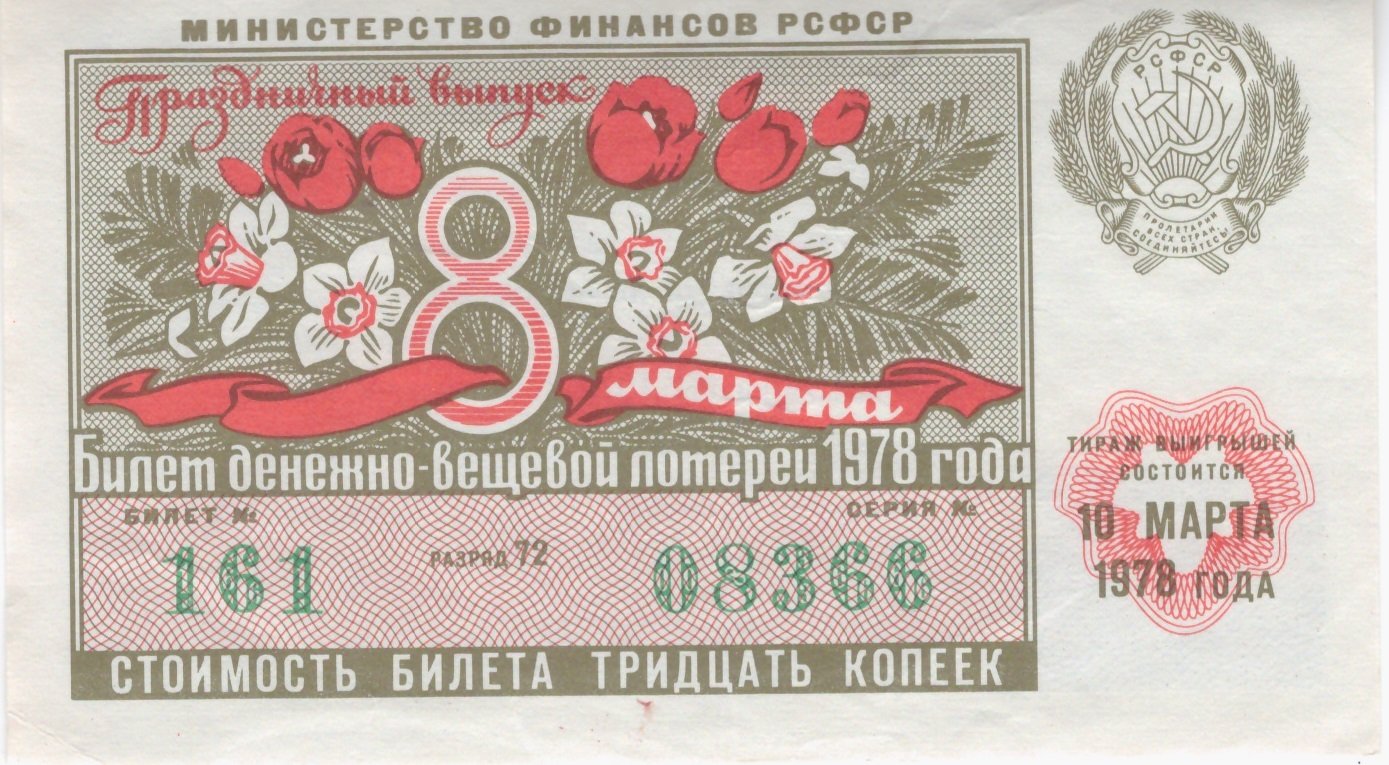 МИНИСТЕРСТВО ФИНАНСОВ РСФСР
Праздничный выпуск
8
марта
Билет денежно-вещевой лотереи 1978 года
БИЛЕТ № СЕРИЯ №
161 РАЗРЯД 72 08366
СТОИМОСТЬ БИЛЕТА ТРИДЦАТЬ КОПЕЕК
РСФСР
ПРОЛЕТАРИИ
ВСЕХ СТРАН,
СОЕДИНЯЙТЕСЬ!
ТИРАЖ ВЫИГРЫШЕЙ
СОСТОИТСЯ
10 МАРТА
1978 ГОДА